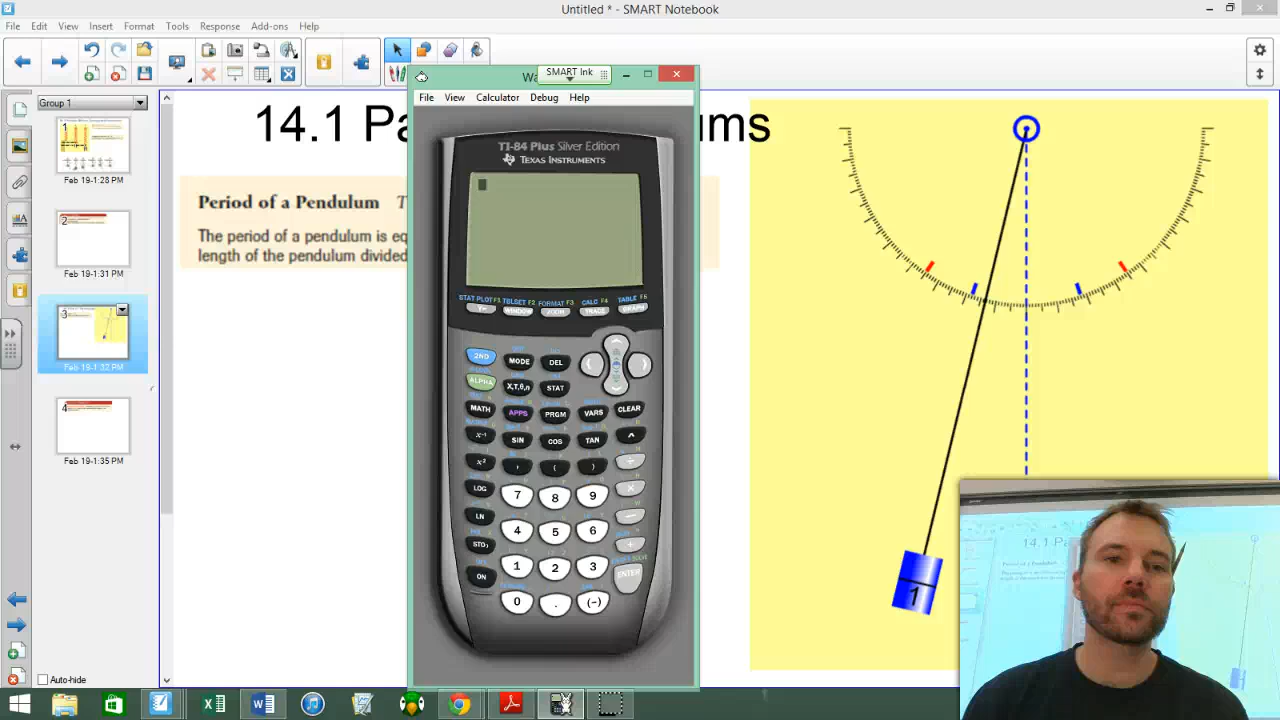 Untitled * - SMART Notebook
File Edit View Insert Format Tools Response Add-ons Help
SMART Ink
Wa
File View Calculator Debug Help
Group 1
1
Feb 19-1:28 PM
2
Feb 19-1:31 PM
3
Feb 19-1:32 PM
4
Feb 19-1:35 PM
Auto-hide
14.1 Pa ums
Period of a Pendulum T
The period of a pendulum is eq
length of the pendulum divided
TI-84 Plus Silver Edition
TEXAS INSTRUMENTS
STAT PLOT F1 TBLSET F2 FORMAT F3 CALC F4 TABLE F5
Y= WINDOW ZOOM TRACE GRAPH
2ND MODE DEL
ALPHA X,T,θ,n STAT
MATH APPS PRGM VARS CLEAR
x-1 SIN COS TAN ^
x² , ( ) ÷
LOG 7 8 9 ×
LN 4 5 6 −
STO› 1 2 3 +
ON 0 . (−) ENTER
1